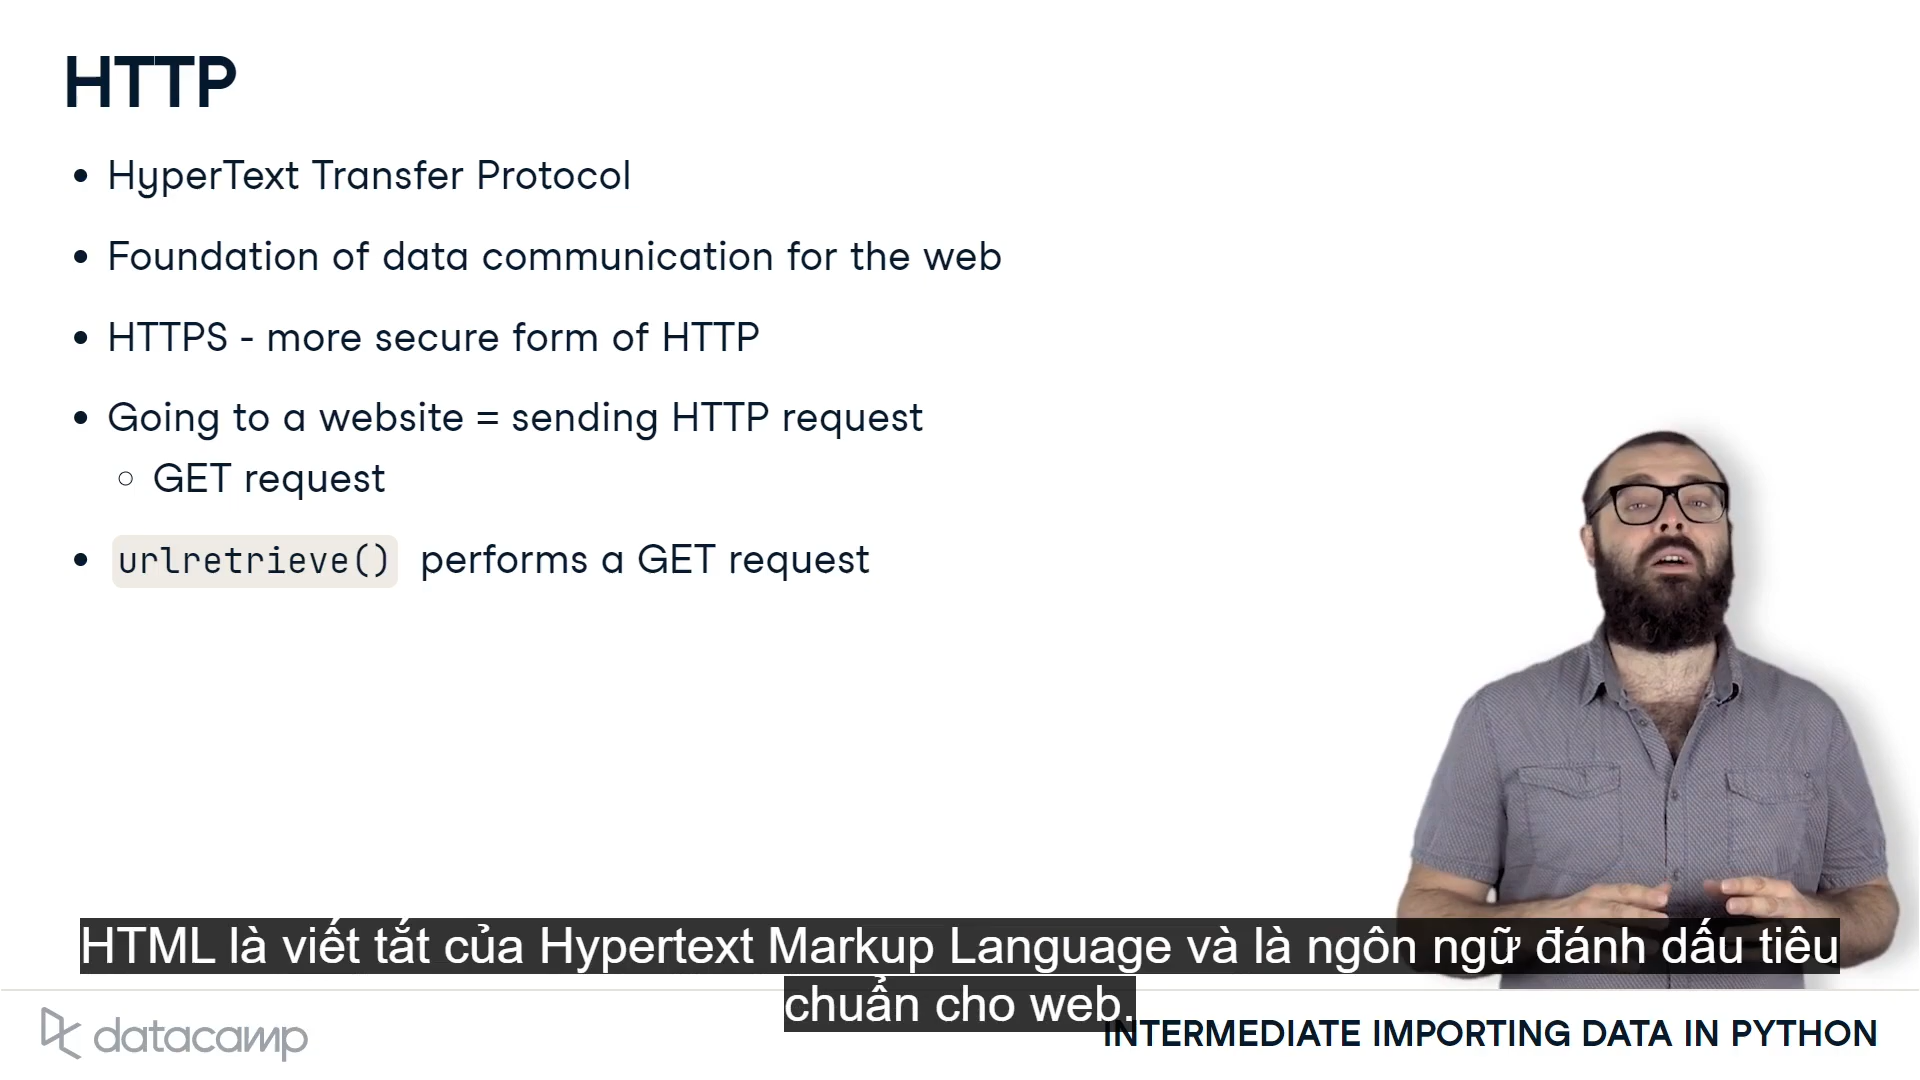 HTTP
HyperText Transfer Protocol
Foundation of data communication for the web
HTTPS - more secure form of HTTP
Going to a website = sending HTTP request
GET request
urlretrieve() performs a GET request
HTML là viết tắt của Hypertext Markup Language và là ngôn ngữ đánh dấu tiêu
chuẩn cho web.
datacamp
INTERMEDIATE IMPORTING DATA IN PYTHON